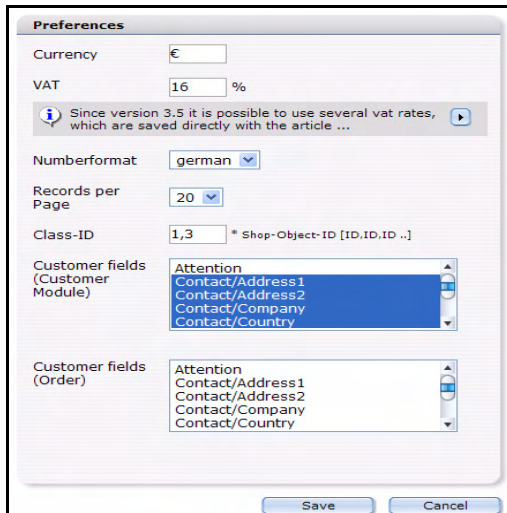 Preferences
Currency €
VAT 16 %
Since version 3.5 it is possible to use several vat rates,
which are saved directly with the article ...
Numberformat german
Records per
Page 20
Class-ID 1,3 * Shop-Object-ID [ID,ID,ID ..]
Customer fields
(Customer
Module)
Attention
Contact/Address1
Contact/Address2
Contact/Company
Contact/Country
Customer fields
(Order)
Attention
Contact/Address1
Contact/Address2
Contact/Company
Contact/Country
Save Cancel